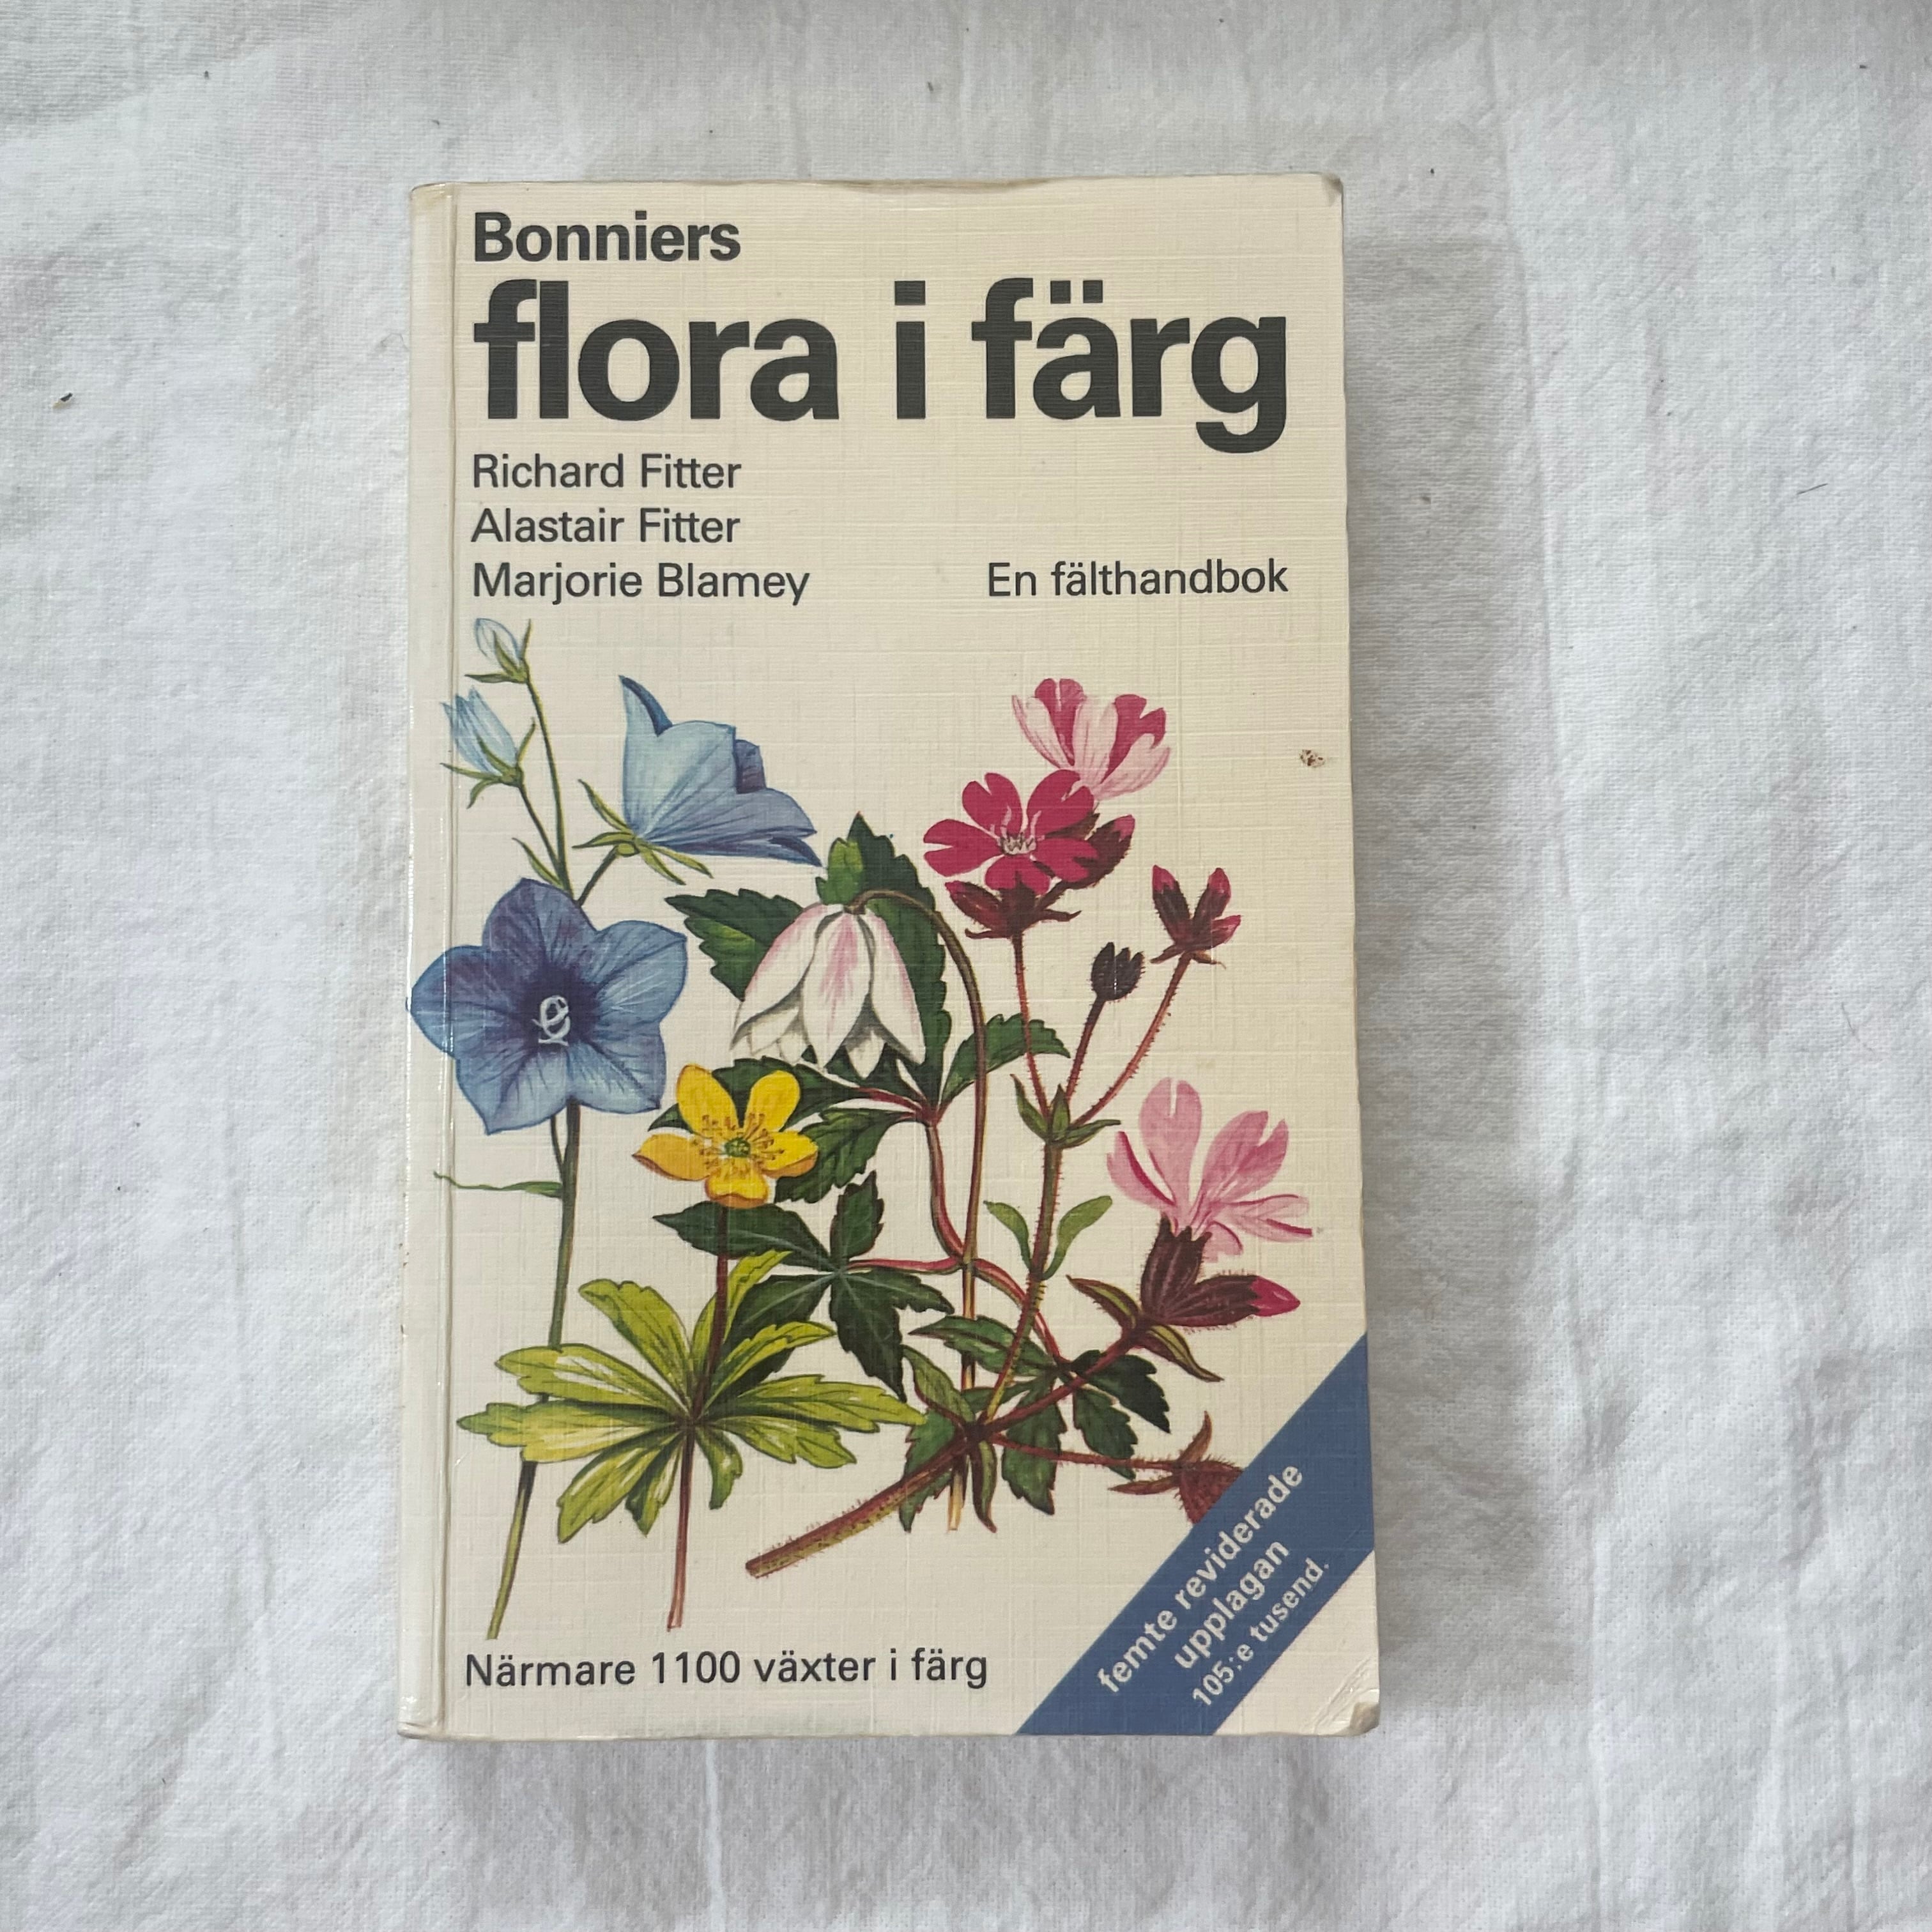 Bonniers
flora i färg
Richard Fitter
Alastair Fitter
Marjorie Blamey
En fälthandbok
Närmare 1100 växter i färg
femte reviderade
upplagan
105:e tusend.